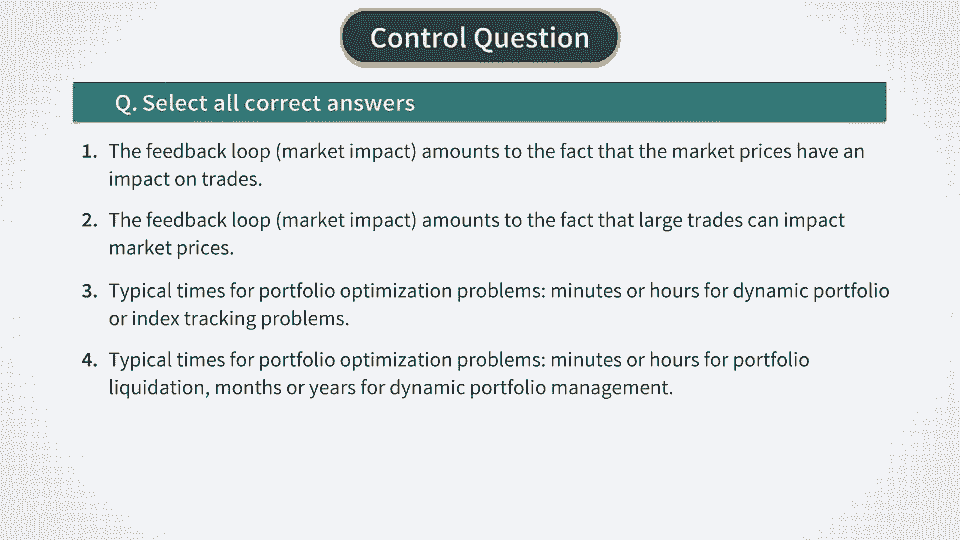 Control Question
Q. Select all correct answers
1. The feedback loop (market impact) amounts to the fact that the market prices have an
impact on trades.
2. The feedback loop (market impact) amounts to the fact that large trades can impact
market prices.
3. Typical times for portfolio optimization problems: minutes or hours for dynamic portfolio
or index tracking problems.
4. Typical times for portfolio optimization problems: minutes or hours for portfolio
liquidation, months or years for dynamic portfolio management.